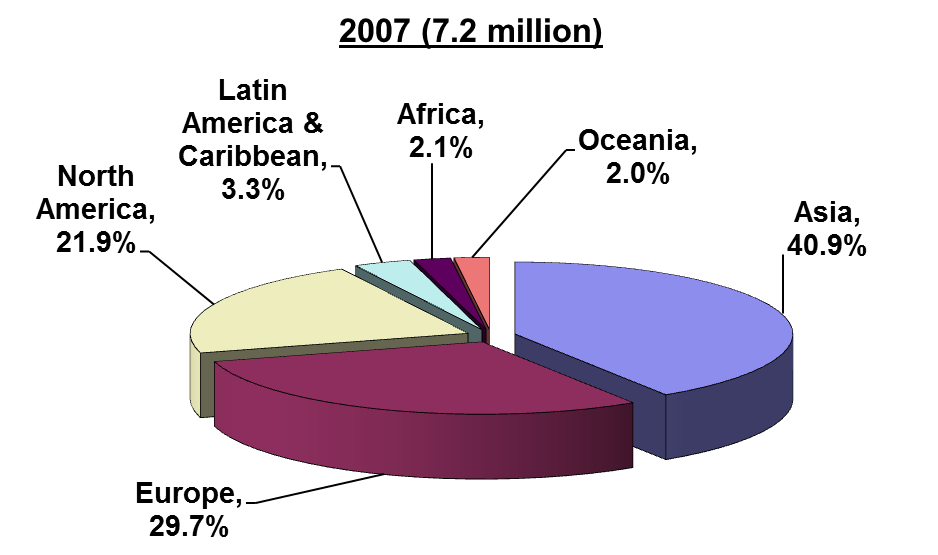 2007 (7.2 million)
Latin
America &
Caribbean,
3.3%
Africa,
2.1%
Oceania,
2.0%
North
America,
21.9%
Asia,
40.9%
Europe,
29.7%